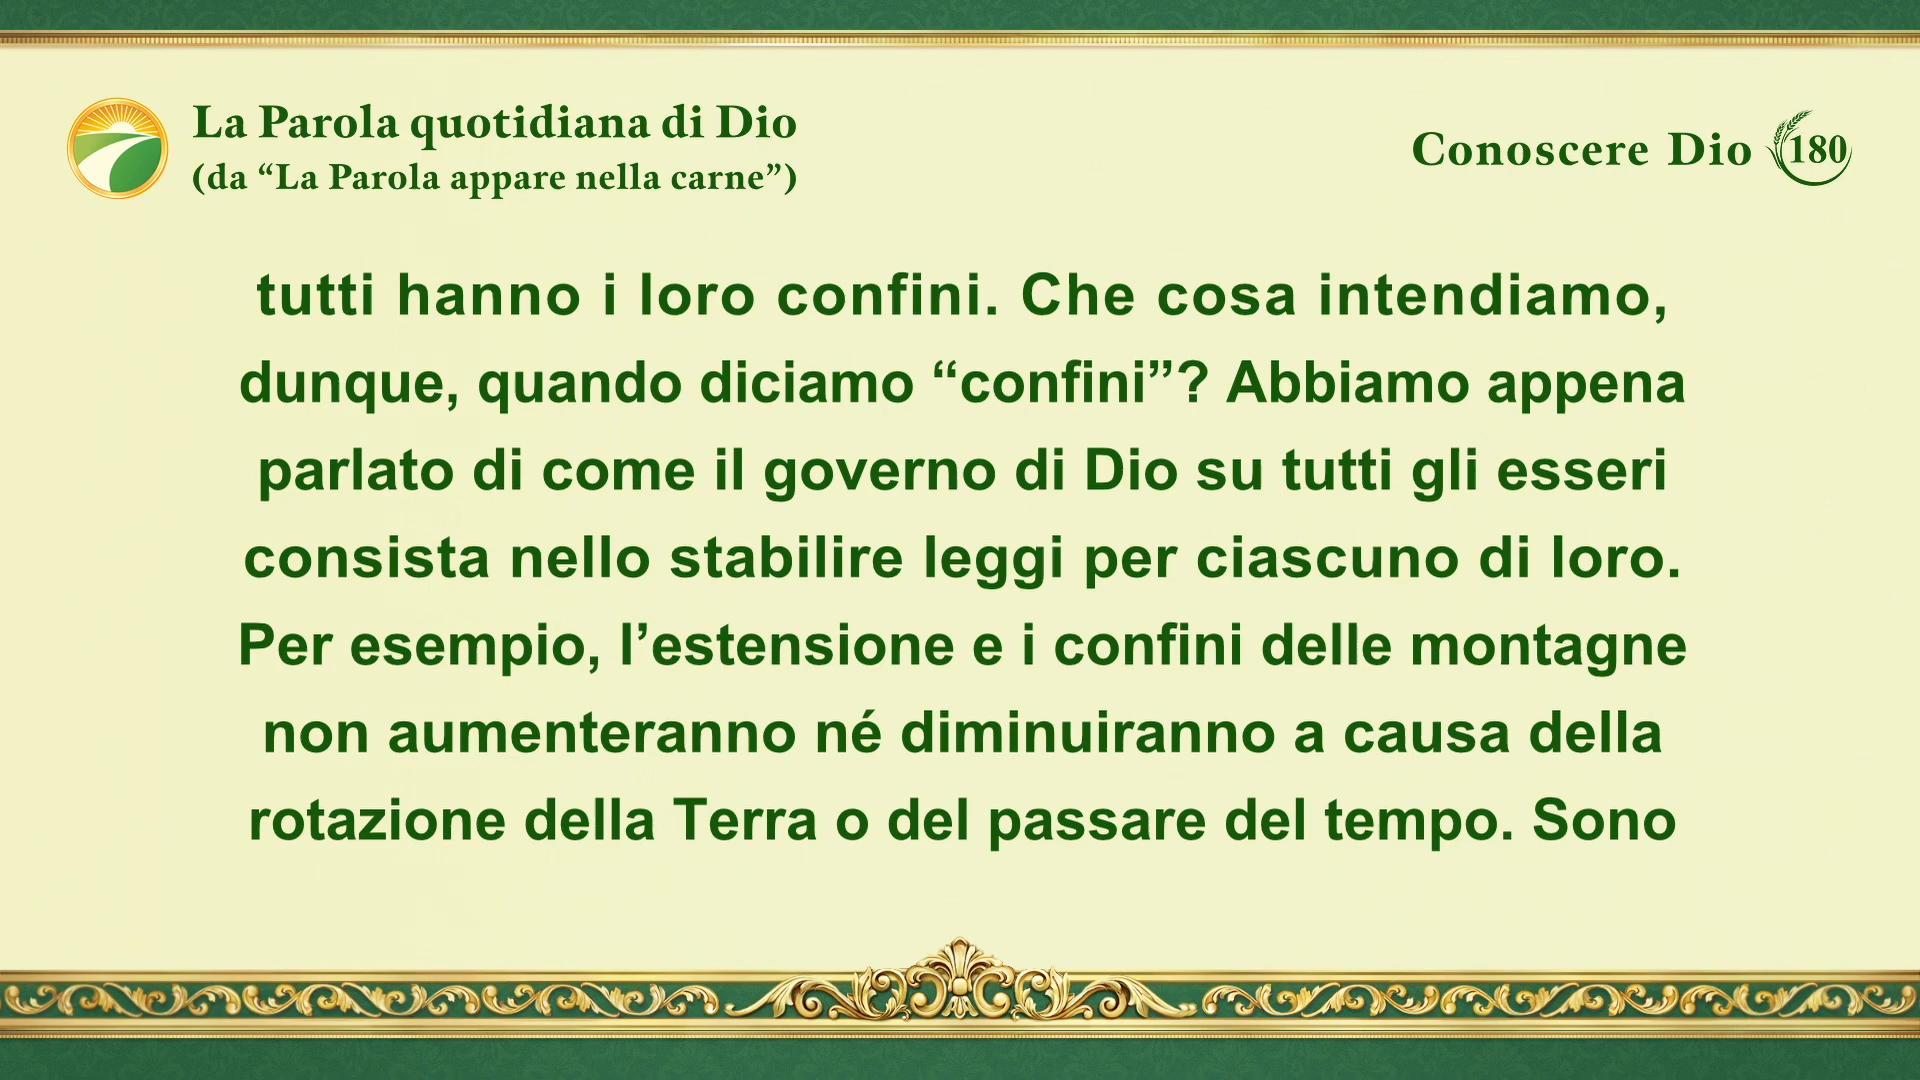 La Parola quotidiana di Dio
(da “La Parola appare nella carne”)
Conoscere Dio 180
tutti hanno i loro confini. Che cosa intendiamo,
dunque, quando diciamo “confini”? Abbiamo appena
parlato di come il governo di Dio su tutti gli esseri
consista nello stabilire leggi per ciascuno di loro.
Per esempio, l’estensione e i confini delle montagne
non aumenteranno né diminuiranno a causa della
rotazione della Terra o del passare del tempo. Sono